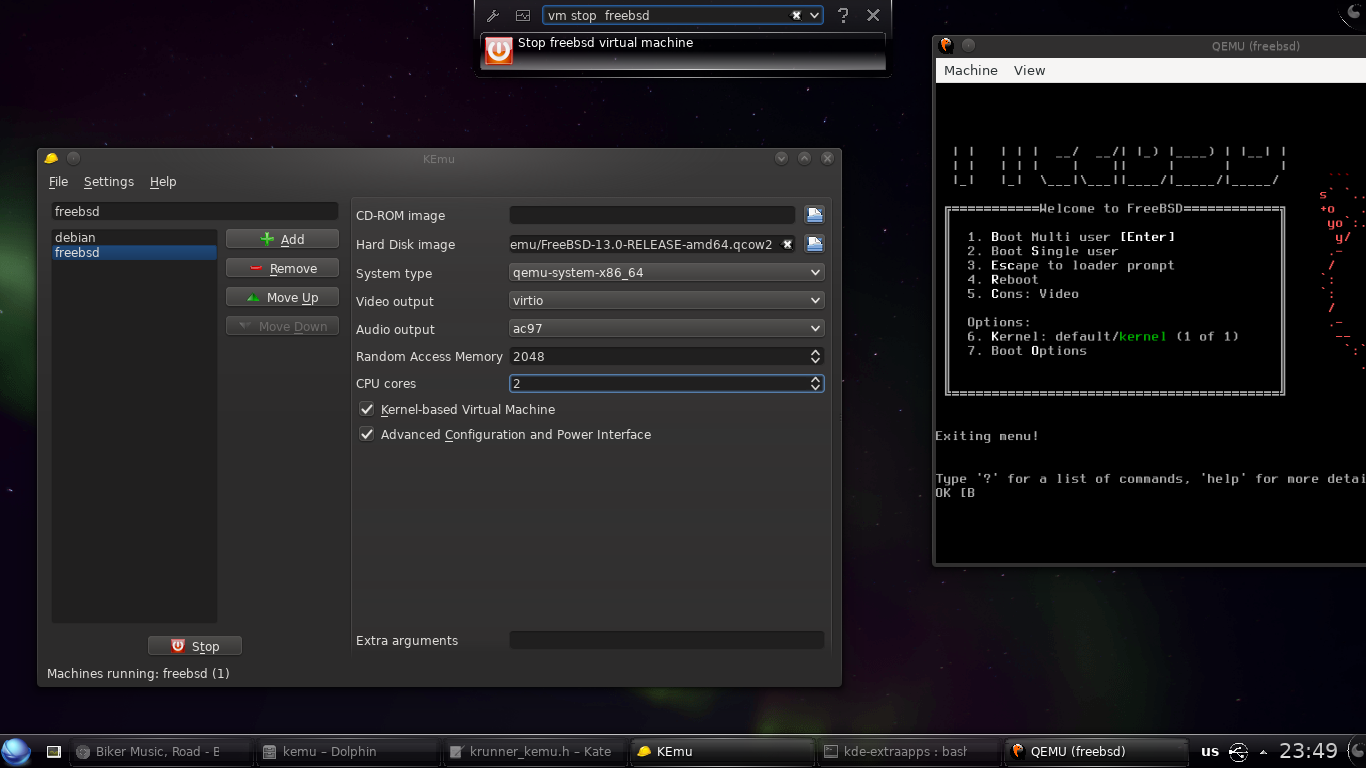 vm stop  freebsd
?
Stop freebsd virtual machine
KEmu
File Settings Help
freebsd
debian
freebsd
Add
Remove
Move Up
Move Down
Stop
Machines running: freebsd (1)
CD-ROM image
Hard Disk image emu/FreeBSD-13.0-RELEASE-amd64.qcow2
System type qemu-system-x86_64
Video output virtio
Audio output ac97
Random Access Memory 2048
CPU cores 2
Kernel-based Virtual Machine
Advanced Configuration and Power Interface
Extra arguments
QEMU (freebsd)
Machine View
Welcome to FreeBSD
1. Boot Multi user [Enter]
2. Boot Single user
3. Escape to loader prompt
4. Reboot
5. Cons: Video
Options:
6. Kernel: default/kernel (1 of 1)
7. Boot Options
Exiting menu!
Type '?' for a list of commands, 'help' for more detai
OK [B
Biker Music, Road - B
kemu – Dolphin
krunner_kemu.h – Kate
KEmu
kde-extraapps : bash
QEMU (freebsd)
us
23:49